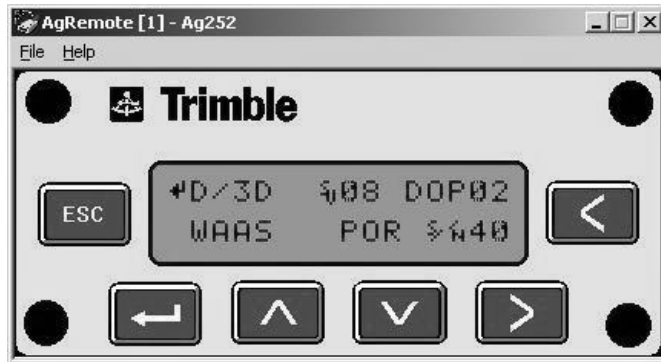 AgRemote [1] - Ag252
File Help
Trimble
ESC
D/3D 08 DOP02
WAAS POR 40